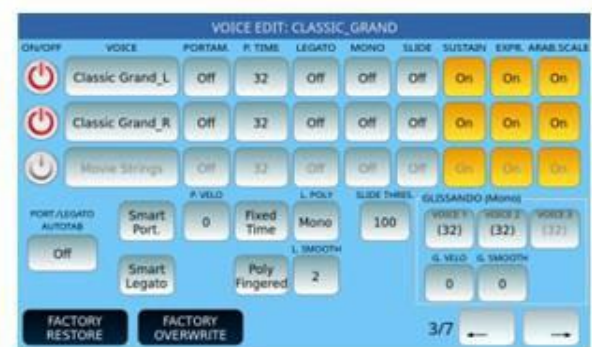 VOICE EDIT: CLASSIC_GRAND
ON/OFF VOICE PORTAM. P. TIME LEGATO MONO SLIDE SUSTAIN EXPR. ARAB.SCALE
Classic Grand_L Off 32 Off Off Off On On On
Classic Grand_R Off 32 Off Off Off On On On
Movie Strings Off 32 Off Off Off On On On
P. VELO L. POLY SLIDE THRES. GLISSANDO (Mono)
PORT./LEGATO
AUTOTAB
Smart
Port.
0
Fixed
Time
Mono
100
VOICE 1 VOICE 2 VOICE 3
(32) (32) (32)
Off
L. SMOOTH G. VELO G. SMOOTH
Smart
Legato
Poly
Fingered
2
0 0
FACTORY
RESTORE
FACTORY
OVERWRITE
3/7 ← →